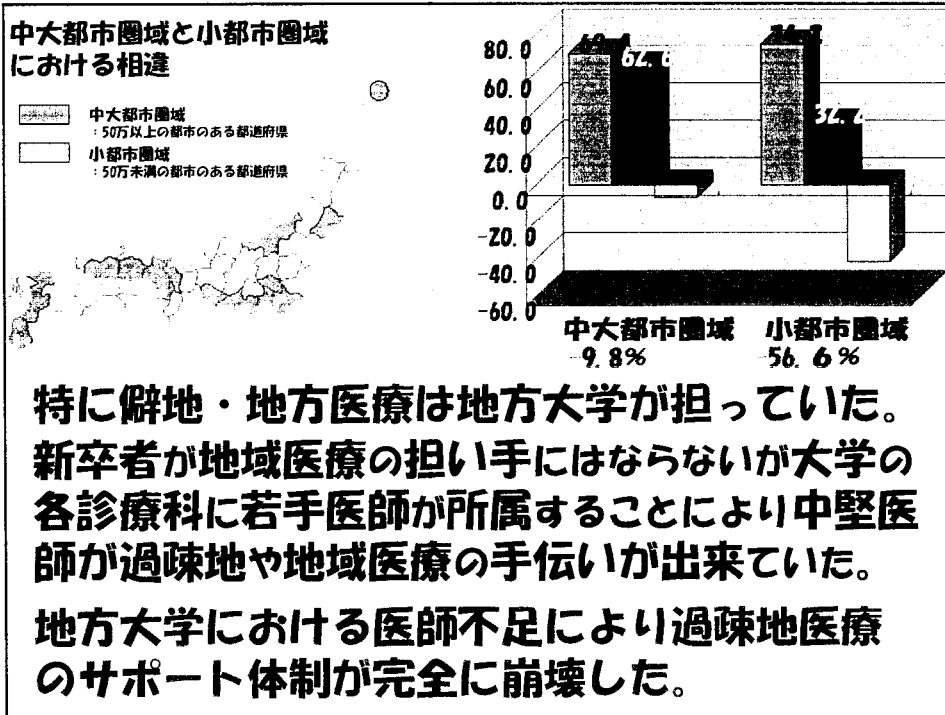 中大都市圏域と小都市圏域
における相違
中大都市圏域
:50万以上の都市のある都道府県
小都市圏域
:50万未満の都市のある都道府県
80.0
60.0
40.0
20.0
0.0
-20.0
-40.0
-60.0
62.6
中大都市圏域
-9.8%
小都市圏域
-56.6%
特に僻地・地方医療は地方大学が担っていた。
新卒者が地域医療の担い手にはならないが大学の
各診療科に若手医師が所属することにより中堅医
師が過疎地や地域医療の手伝いが出来ていた。
地方大学における医師不足により過疎地医療
のサポート体制が完全に崩壊した。